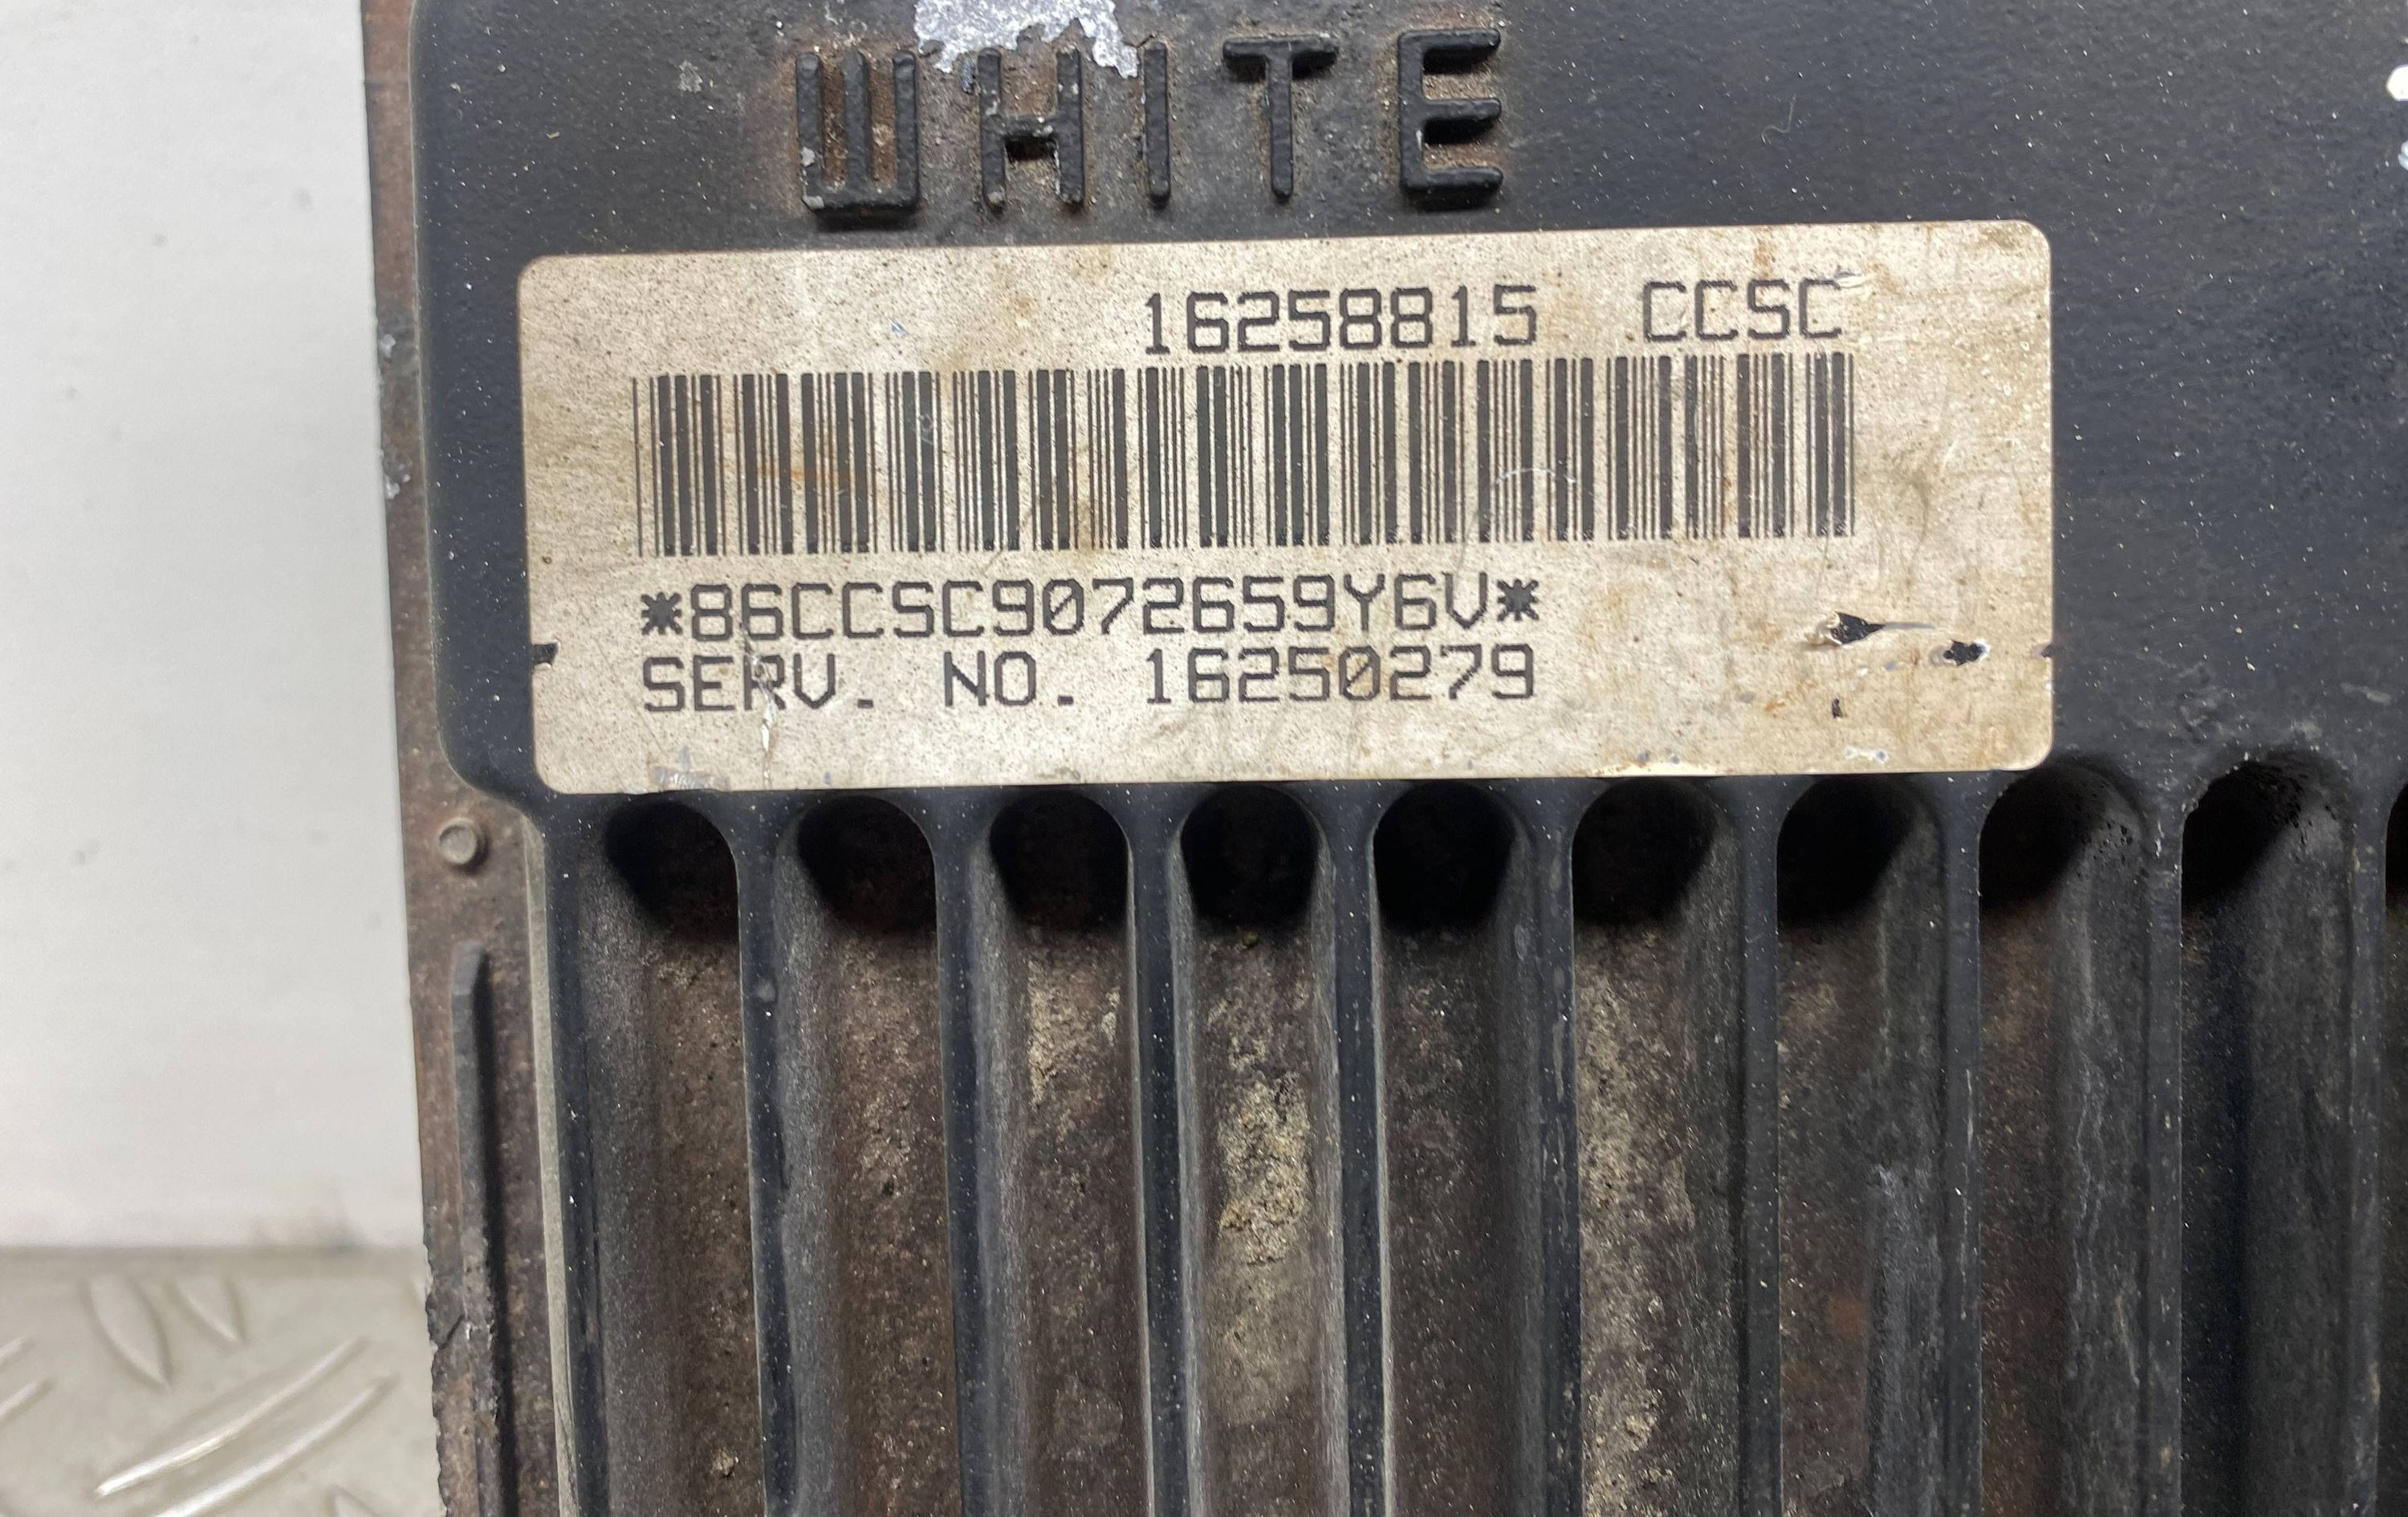 WHITE
16258815 CCSC
*86CCSC9072659Y6V*
SERV. NO. 16250279